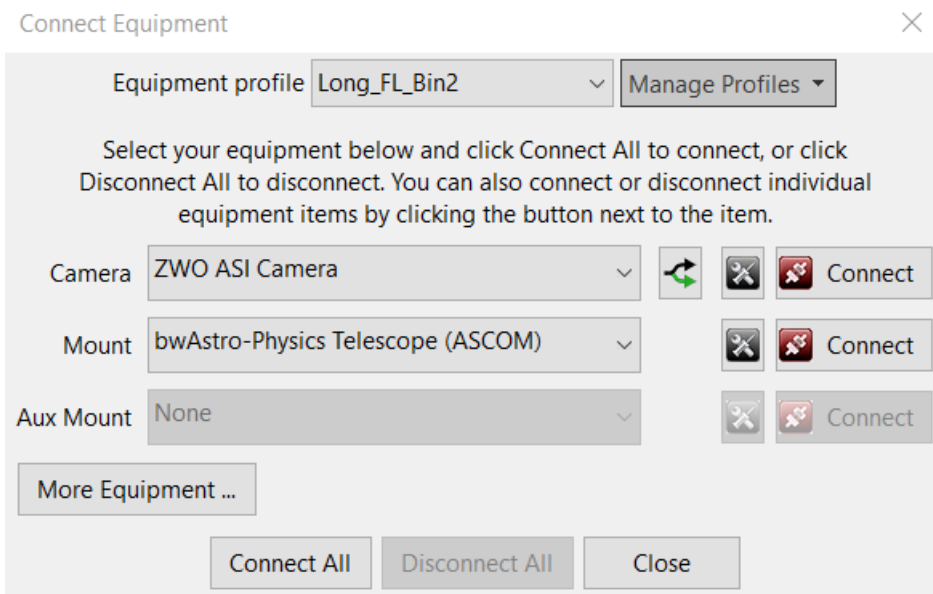 Connect Equipment
Equipment profile Long_FL_Bin2 Manage Profiles
Select your equipment below and click Connect All to connect, or click
Disconnect All to disconnect. You can also connect or disconnect individual
equipment items by clicking the button next to the item.
Camera ZWO ASI Camera Connect
Mount bwAstro-Physics Telescope (ASCOM) Connect
Aux Mount None Connect
More Equipment ...
Connect All Disconnect All Close